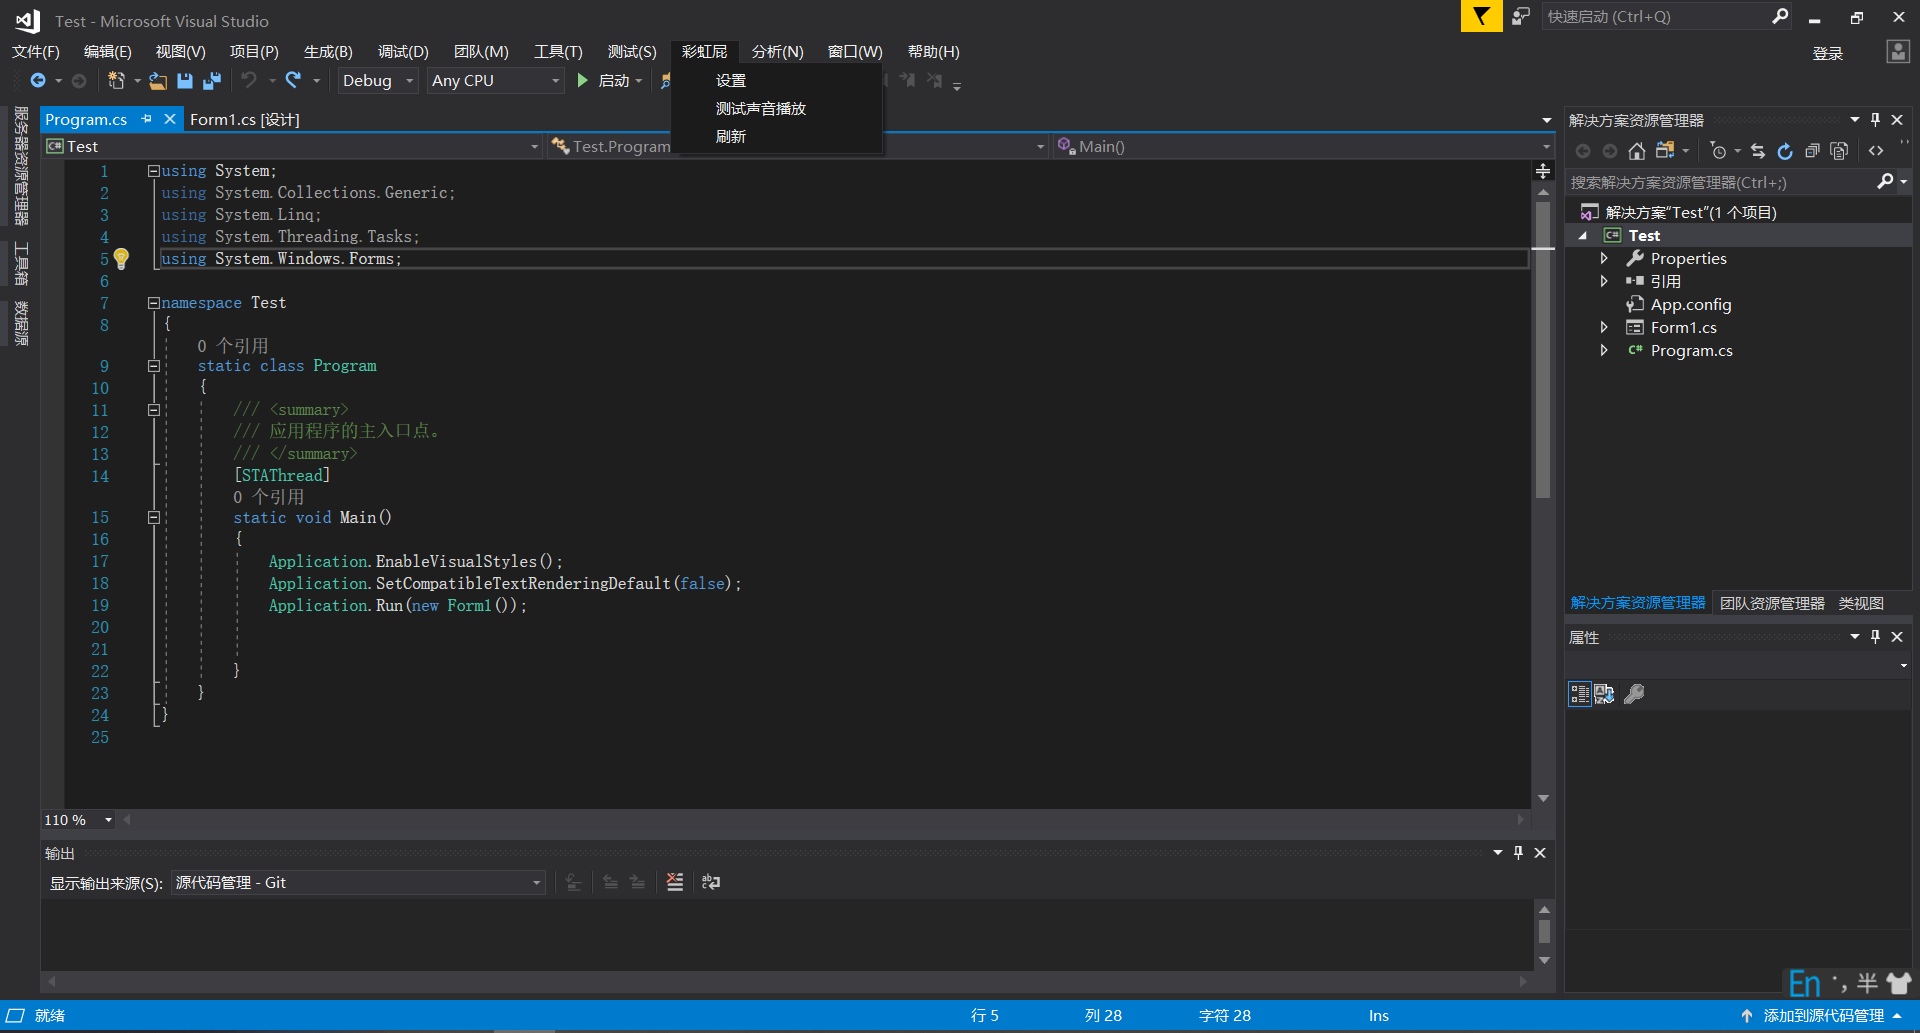 Test - Microsoft Visual Studio
快速启动 (Ctrl+Q)
文件(F) 编辑(E) 视图(V) 项目(P) 生成(B) 调试(D) 团队(M) 工具(T) 测试(S) 彩虹屁 分析(N) 窗口(W) 帮助(H)
登录
Debug Any CPU 启动
设置
测试声音播放
刷新
服务器资源管理器
工具箱
数据源
Program.cs Form1.cs [设计]
Test Test.Program Main()
1 using System;
2 using System.Collections.Generic;
3 using System.Linq;
4 using System.Threading.Tasks;
5 using System.Windows.Forms;
6
7 namespace Test
8 {
0 个引用
9 static class Program
10 {
11 /// <summary>
12 /// 应用程序的主入口点。
13 /// </summary>
14 [STAThread]
0 个引用
15 static void Main()
16 {
17 Application.EnableVisualStyles();
18 Application.SetCompatibleTextRenderingDefault(false);
19 Application.Run(new Form1());
20
21
22 }
23 }
24 }
25
110 %
输出
显示输出来源(S): 源代码管理 - Git
解决方案资源管理器
搜索解决方案资源管理器(Ctrl+;)
解决方案"Test"(1 个项目)
Test
Properties
引用
App.config
Form1.cs
C# Program.cs
解决方案资源管理器 团队资源管理器 类视图
属性
En 半
就绪 行 5 列 28 字符 28 Ins 添加到源代码管理